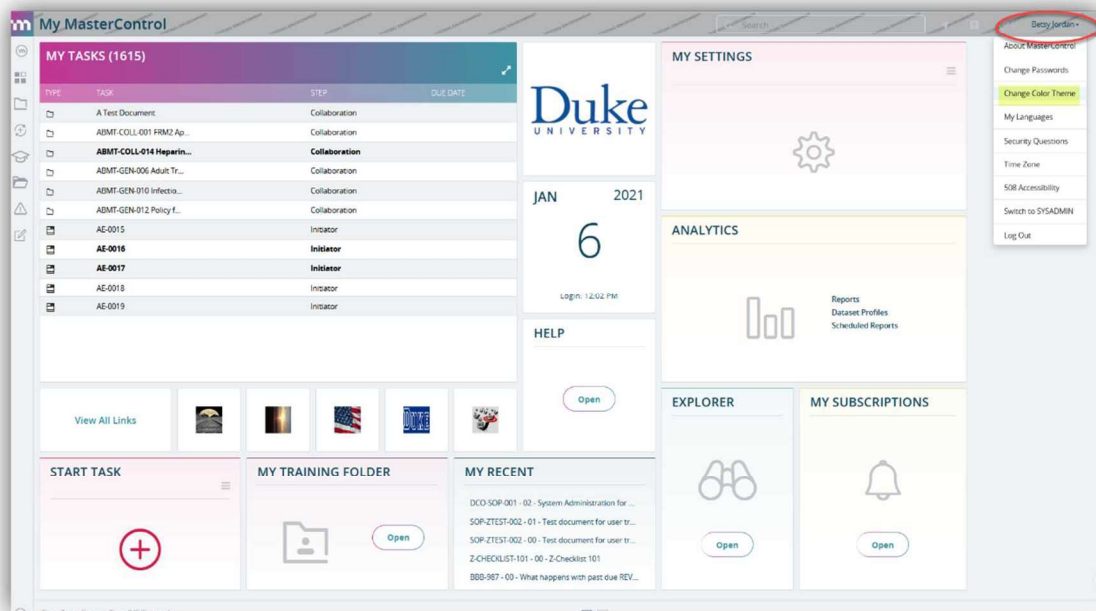 My MasterControl
Search
Betsy Jordan
MY TASKS (1615)
TYPE TASK STEP DUE DATE
A Test Document Collaboration
ABMT-COLL-001 FRM2 Ap... Collaboration
ABMT-COLL-014 Heparin... Collaboration
ABMT-GEN-006 Adult Tr... Collaboration
ABMT-GEN-010 Infectio... Collaboration
ABMT-GEN-012 Policy f... Collaboration
AE-0015 Initiator
AE-0016 Initiator
AE-0017 Initiator
AE-0018 Initiator
AE-0019 Initiator
View All Links
DUKE
START TASK
MY TRAINING FOLDER
Open
MY RECENT
DCO-SOP-001 - 02 - System Administration for ...
SOP-ZTEST-002 - 01 - Test document for user tr...
SOP-ZTEST-002 - 00 - Test document for user tr...
Z-CHECKLIST-101 - 00 - Z-Checklist 101
BBB-987 - 00 - What happens with past due REV...
Duke
UNIVERSITY
JAN 2021
6
Login: 12:02 PM
HELP
Open
MY SETTINGS
ANALYTICS
Reports
Dataset Profiles
Scheduled Reports
EXPLORER
Open
MY SUBSCRIPTIONS
Open
About MasterControl
Change Passwords
Change Color Theme
My Languages
Security Questions
Time Zone
508 Accessibility
Switch to SYSADMIN
Log Out